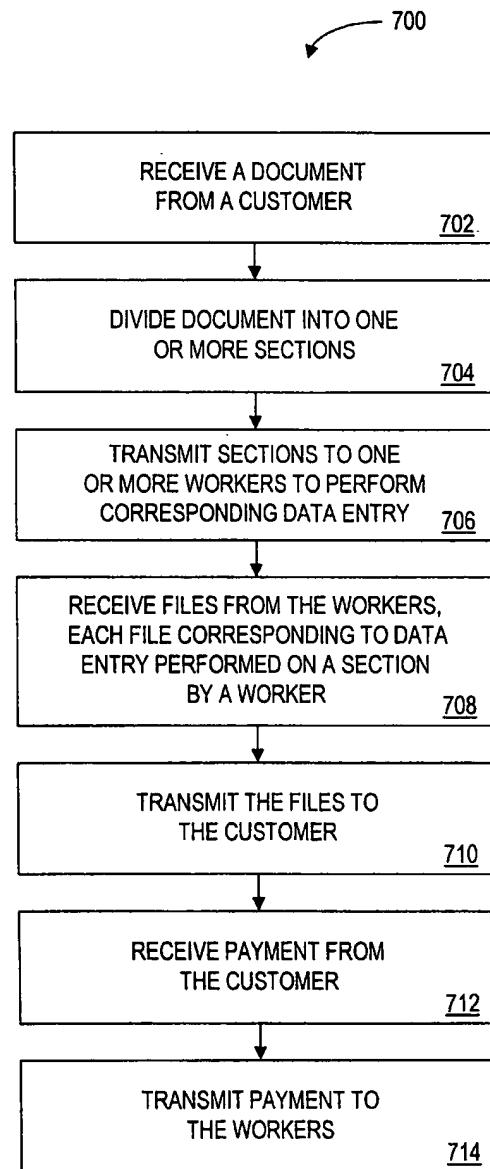 700
RECEIVE A DOCUMENT
FROM A CUSTOMER
702
DIVIDE DOCUMENT INTO ONE
OR MORE SECTIONS
704
TRANSMIT SECTIONS TO ONE
OR MORE WORKERS TO PERFORM
CORRESPONDING DATA ENTRY
706
RECEIVE FILES FROM THE WORKERS,
EACH FILE CORRESPONDING TO DATA
ENTRY PERFORMED ON A SECTION
BY A WORKER
708
TRANSMIT THE FILES TO
THE CUSTOMER
710
RECEIVE PAYMENT FROM
THE CUSTOMER
712
TRANSMIT PAYMENT TO
THE WORKERS
714